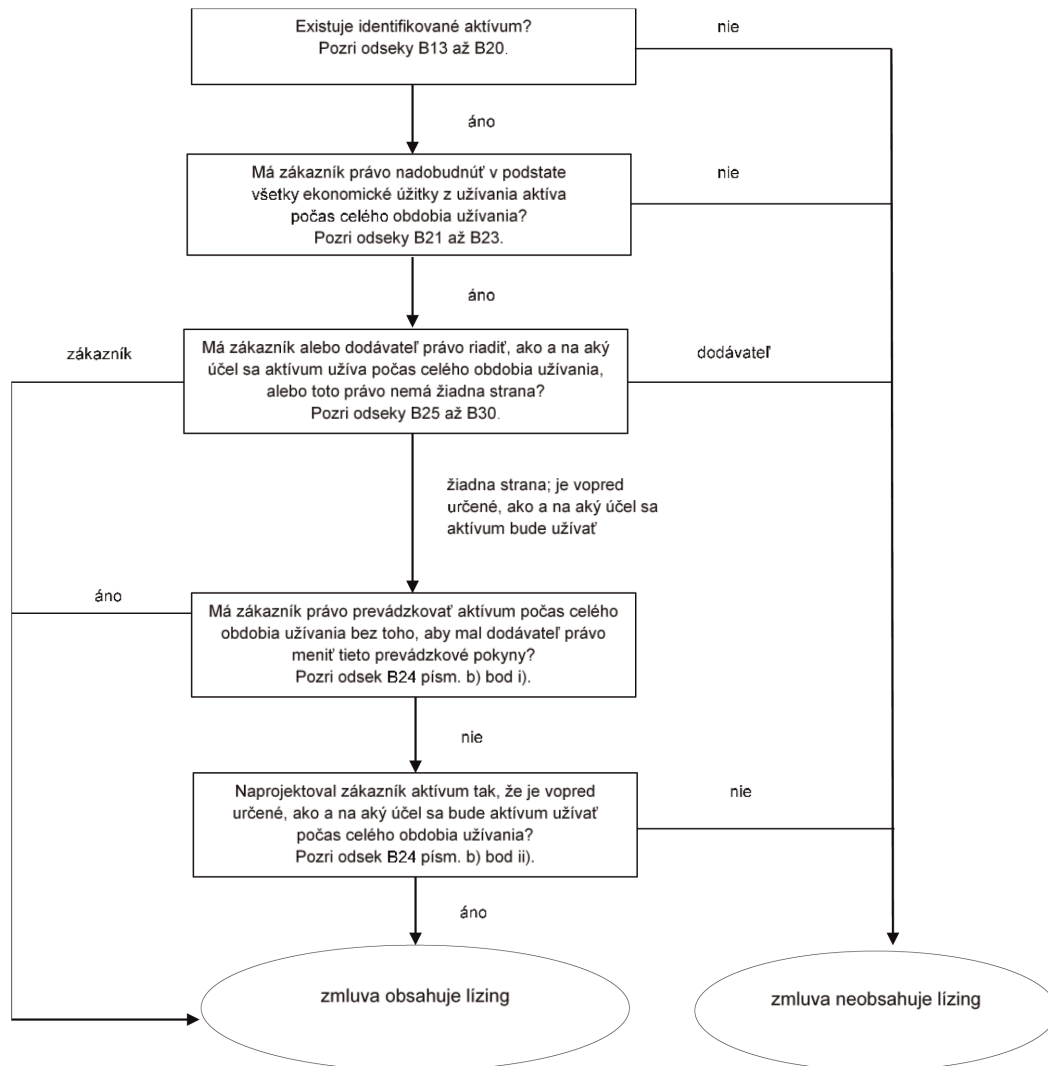 Existuje identifikované aktívum?
Pozri odseky B13 až B20.
nie
áno
Má zákazník právo nadobudnúť v podstate
všetky ekonomické úžitky z užívania aktíva
počas celého obdobia užívania?
Pozri odseky B21 až B23.
nie
áno
zákazník
Má zákazník alebo dodávateľ právo riadiť, ako a na aký
účel sa aktívum užíva počas celého obdobia užívania,
alebo toto právo nemá žiadna strana?
Pozri odseky B25 až B30.
dodávateľ
žiadna strana; je vopred
určené, ako a na aký účel sa
aktívum bude užívať
áno
Má zákazník právo prevádzkovať aktívum počas celého
obdobia užívania bez toho, aby mal dodávateľ právo
meniť tieto prevádzkové pokyny?
Pozri odsek B24 písm. b) bod i).
nie
Naprojektoval zákazník aktívum tak, že je vopred
určené, ako a na aký účel sa bude aktívum užívať
počas celého obdobia užívania?
Pozri odsek B24 písm. b) bod ii).
nie
áno
zmluva obsahuje lízing
zmluva neobsahuje lízing